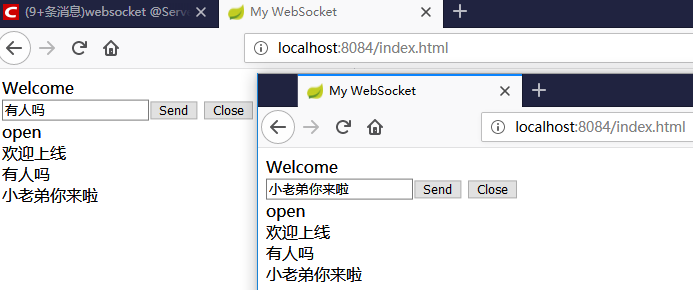 (9+条消息)websocket @Serve
My WebSocket
localhost:8084/index.html
Welcome
有人吗 Send Close
open
欢迎上线
有人吗
小老弟你来啦
My WebSocket
localhost:8084/index.html
Welcome
小老弟你来啦 Send Close
open
欢迎上线
有人吗
小老弟你来啦